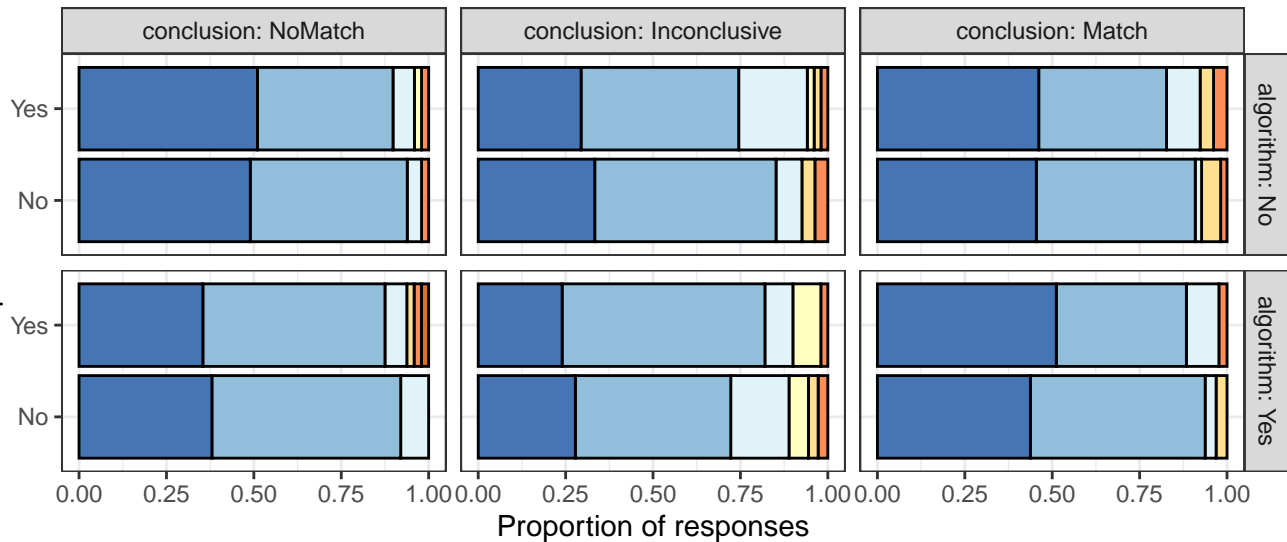 conclusion: NoMatch
conclusion: Inconclusive
conclusion: Match
Yes
No
algorithm: No
Yes
No
algorithm: Yes
0.00 0.25 0.50 0.75 1.00
0.00 0.25 0.50 0.75 1.00
0.00 0.25 0.50 0.75 1.00
Proportion of responses